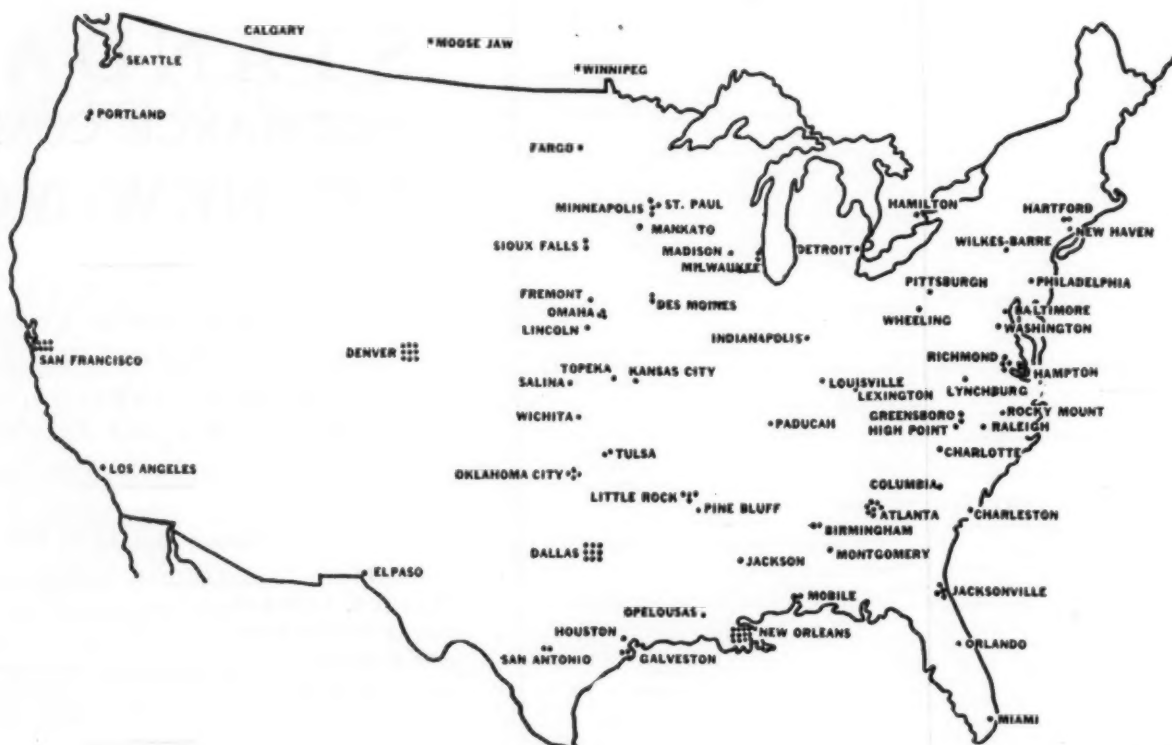 CALGARY
MOOSE JAW
WINNIPEG
SEATTLE
PORTLAND
FARGO
MINNEAPOLIS
ST. PAUL
MANKATO
SIOUX FALLS
MADISON
MILWAUKEE
DETROIT
HAMILTON
HARTFORD
NEW HAVEN
WILKES-BARRE
PITTSBURGH
PHILADELPHIA
FREMONT
OMAHA
LINCOLN
DES MOINES
WHEELING
BALTIMORE
WASHINGTON
INDIANAPOLIS
SAN FRANCISCO
DENVER
RICHMOND
HAMPTON
TOPEKA
KANSAS CITY
SALINA
LOUISVILLE
LEXINGTON
LYNCHBURG
WICHITA
PADUCAH
GREENSBORO
HIGH POINT
ROCKY MOUNT
RALEIGH
LOS ANGELES
TULSA
OKLAHOMA CITY
CHARLOTTE
LITTLE ROCK
PINE BLUFF
COLUMBIA
ATLANTA
CHARLESTON
BIRMINGHAM
DALLAS
JACKSON
MONTGOMERY
ELPASO
MOBILE
JACKSONVILLE
OPELOUSAS
HOUSTON
NEW ORLEANS
SAN ANTONIO
GALVESTON
ORLANDO
MIAMI